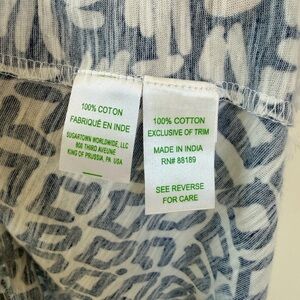 100% COTTON
FABRIQUÉ EN INDE
SUGARTOWN WORLDWIDE, LLC
800 THIRD AVEUNE
KING OF PRUSSIA, PA USA
100% COTTON
EXCLUSIVE OF TRIM
MADE IN INDIA
RN# 88189
SEE REVERSE
FOR CARE